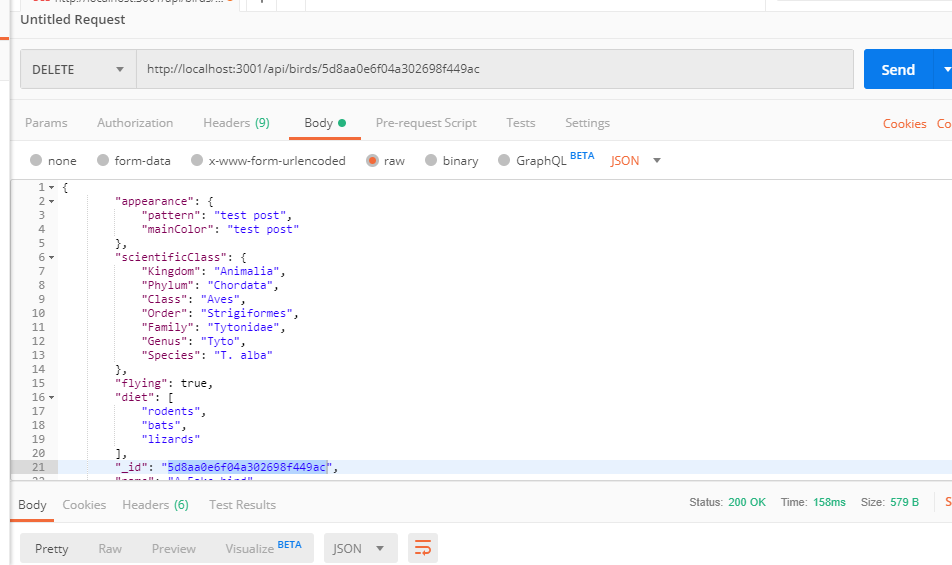 http://localhost:3001/api/birds/...
Untitled Request
DELETE http://localhost:3001/api/birds/5d8aa0e6f04a302698f449ac Send
Params Authorization Headers (9) Body Pre-request Script Tests Settings Cookies Co
none form-data x-www-form-urlencoded raw binary GraphQL BETA JSON
1 {
2 "appearance": {
3 "pattern": "test post",
4 "mainColor": "test post"
5 },
6 "scientificClass": {
7 "Kingdom": "Animalia",
8 "Phylum": "Chordata",
9 "Class": "Aves",
10 "Order": "Strigiformes",
11 "Family": "Tytonidae",
12 "Genus": "Tyto",
13 "Species": "T. alba"
14 },
15 "flying": true,
16 "diet": [
17 "rodents",
18 "bats",
19 "lizards"
20 ],
21 "_id": "5d8aa0e6f04a302698f449ac",
Body Cookies Headers (6) Test Results Status: 200 OK Time: 158ms Size: 579 B S
Pretty Raw Preview Visualize BETA JSON